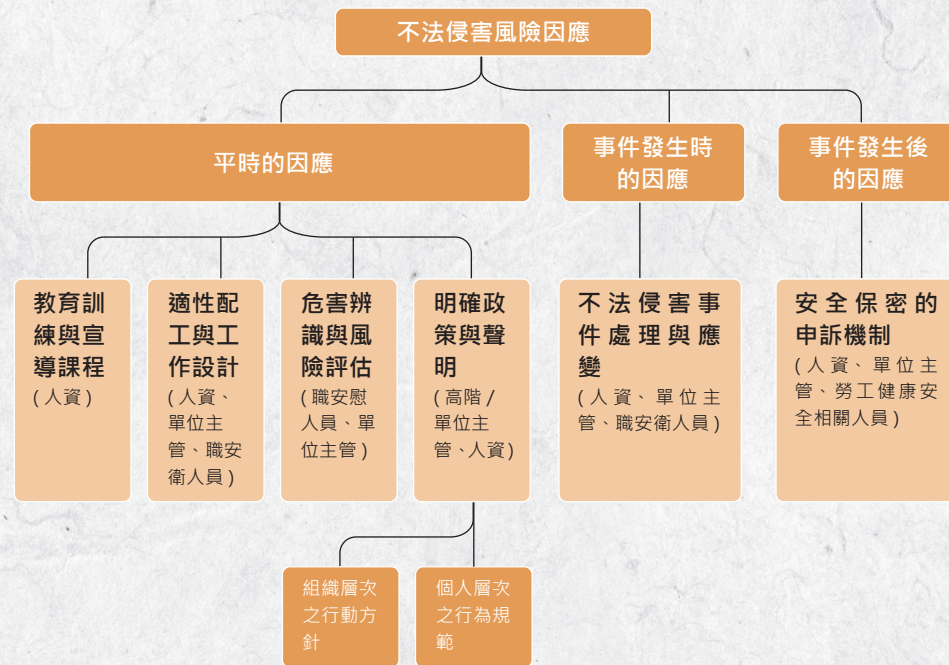 不法侵害風險因應
平時的因應
事件發生時
的因應
事件發生後
的因應
教育訓
練與宣
導課程
(人資)
適性配
工與工
作設計
(人資、
單位主
管、職安
衛人員)
危害辨
識與風
險評估
(職安慰
人員、單
位主管)
明確政
策與聲
明
(高階/
單位主
管、人資)
不法侵害事
件處理與應
變
(人資、單位主
管、職安衛人員)
安全保密的
申訴機制
(人資、單位主
管、勞工健康安
全相關人員)
組織層次
之行動方
針
個人層次
之行為規
範